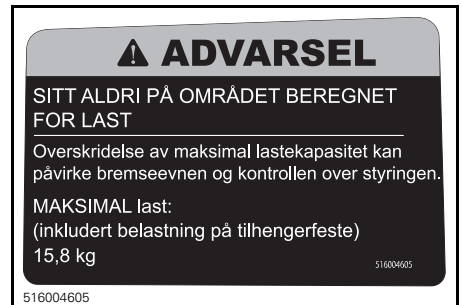 ADVARSEL
SITT ALDRI PÅ OMRÅDET BEREGNET
FOR LAST
Overskridelse av maksimal lastekapasitet kan
påvirke bremseevnen og kontrollen over styringen.
MAKSIMAL last:
(inkludert belastning på tilhengerfeste)
15,8 kg
516004605
516004605